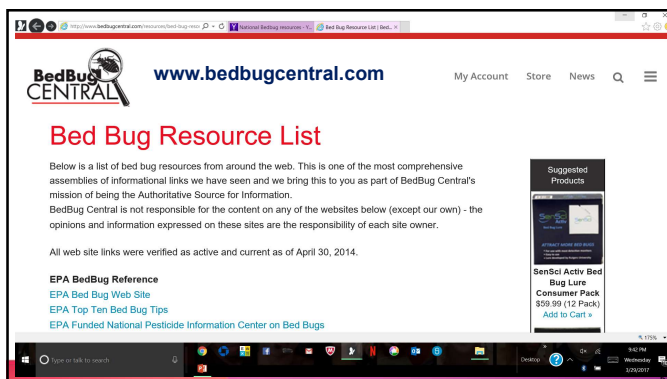 http://www.bedbugcentral.com/resources/bed-bug-resour
National Bedbug resources - Y...
Bed Bug Resource List | Bed...
BedBug
CENTRAL
www.bedbugcentral.com
My Account Store News
Bed Bug Resource List
Below is a list of bed bug resources from around the web. This is one of the most comprehensive
assemblies of informational links we have seen and we bring this to you as part of BedBug Central's
mission of being the Authoritative Source for Information.
BedBug Central is not responsible for the content on any of the websites below (except our own) - the
opinions and information expressed on these sites are the responsibility of each site owner.
All web site links were verified as active and current as of April 30, 2014.
EPA BedBug Reference
EPA Bed Bug Web Site
EPA Top Ten Bed Bug Tips
EPA Funded National Pesticide Information Center on Bed Bugs
Suggested
Products
SenSci
Activ
ATTRACT MORE BED BUGS
SenSci Activ Bed
Bug Lure
Consumer Pack
$59.99 (12 Pack)
Add to Cart »
175%
Type or talk to search
Desktop
9:42 PM
Wednesday
3/29/2017